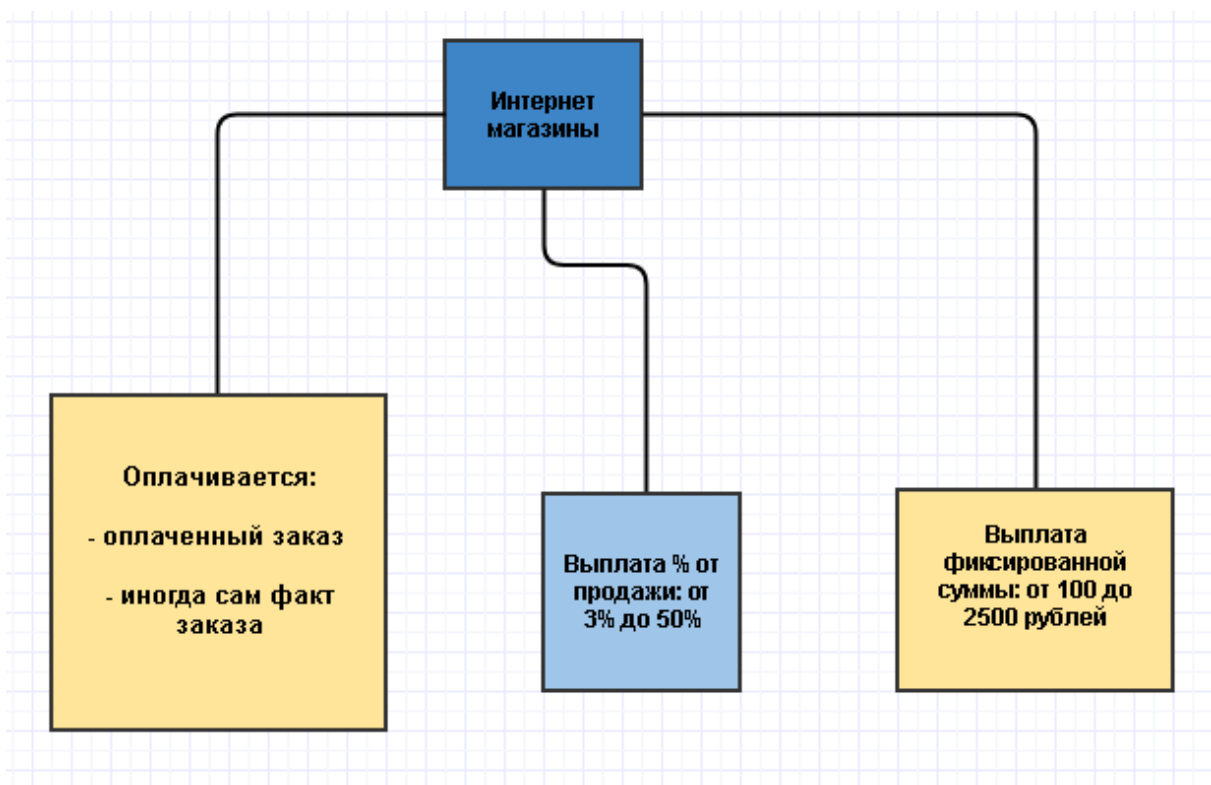 Интернет
магазины
Оплачивается:
- оплаченный заказ
- иногда сам факт
заказа
Выплата % от
продажи: от
3% до 50%
Выплата
фиксированной
суммы: от 100 до
2500 рублей